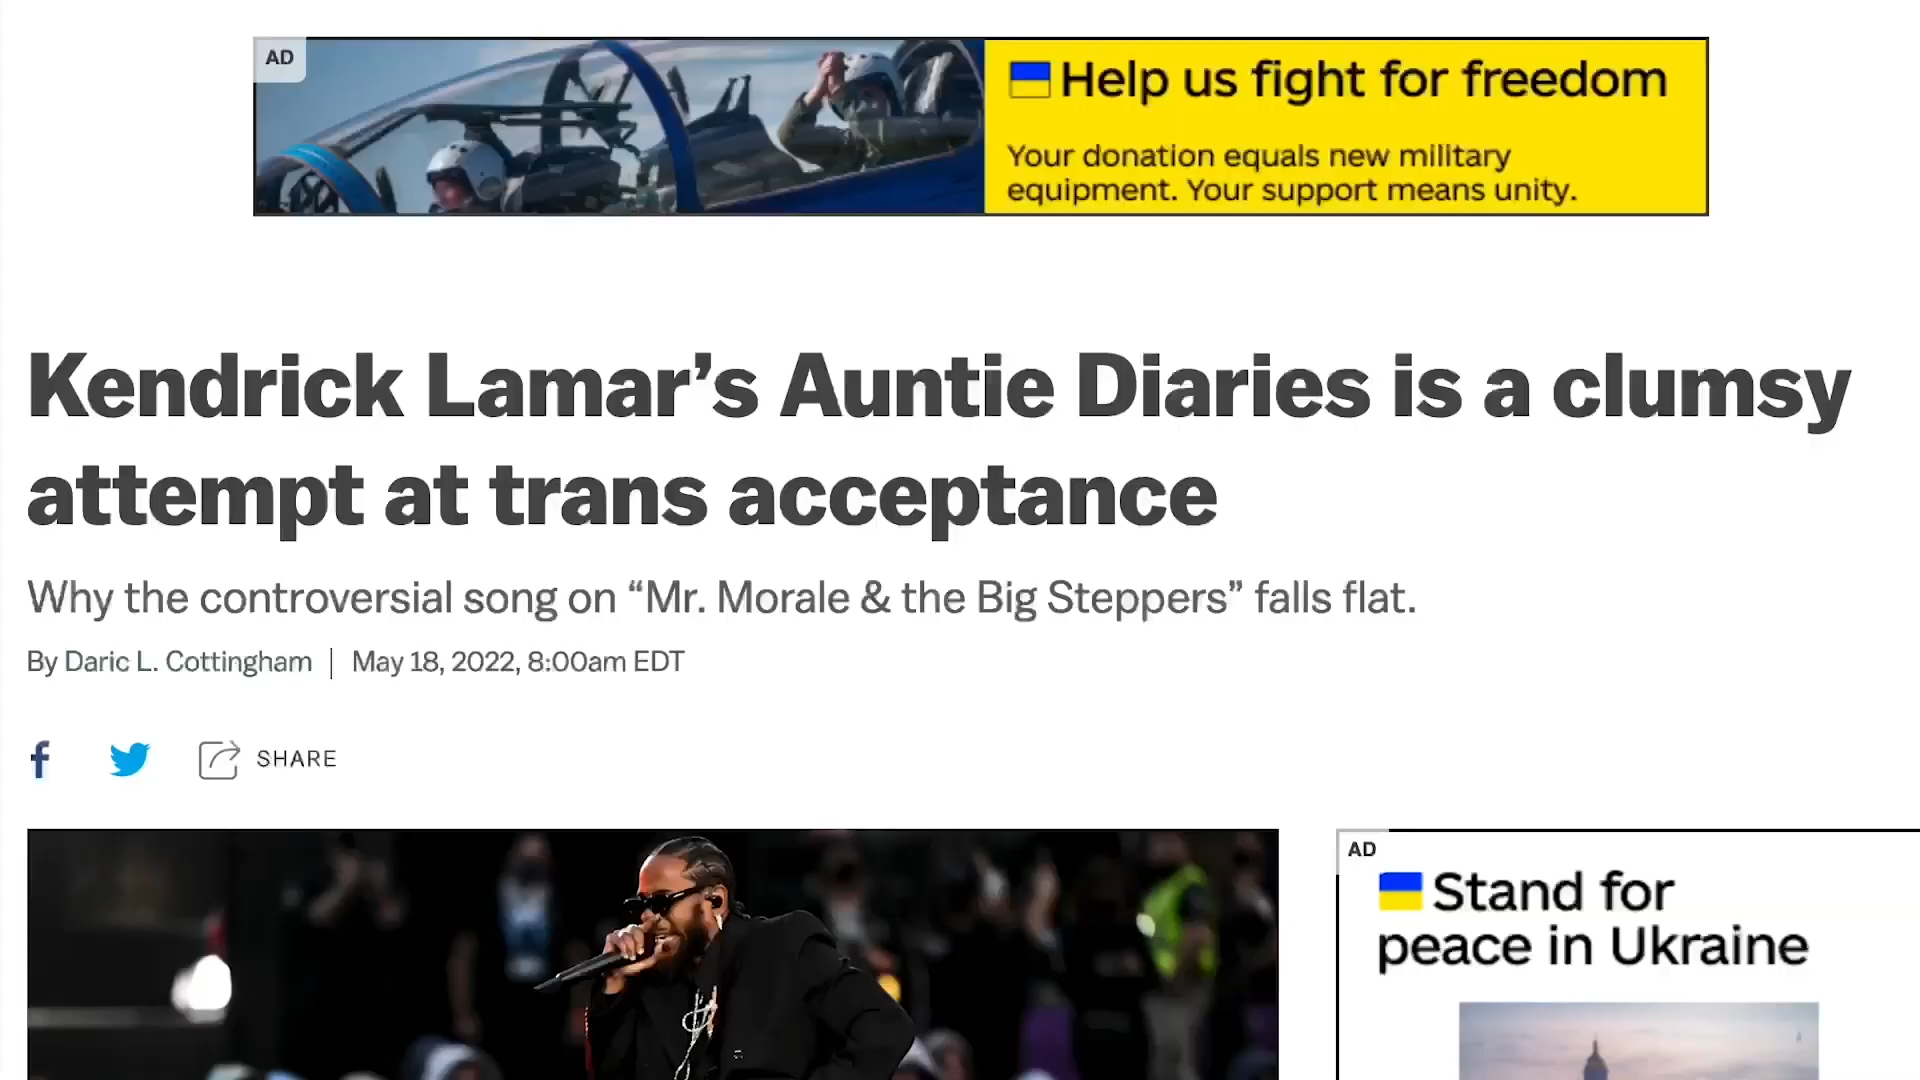 AD
Help us fight for freedom
Your donation equals new military
equipment. Your support means unity.
Kendrick Lamar’s Auntie Diaries is a clumsy
attempt at trans acceptance
Why the controversial song on “Mr. Morale & the Big Steppers” falls flat.
By Daric L. Cottingham | May 18, 2022, 8:00am EDT
SHARE
AD
Stand for
peace in Ukraine